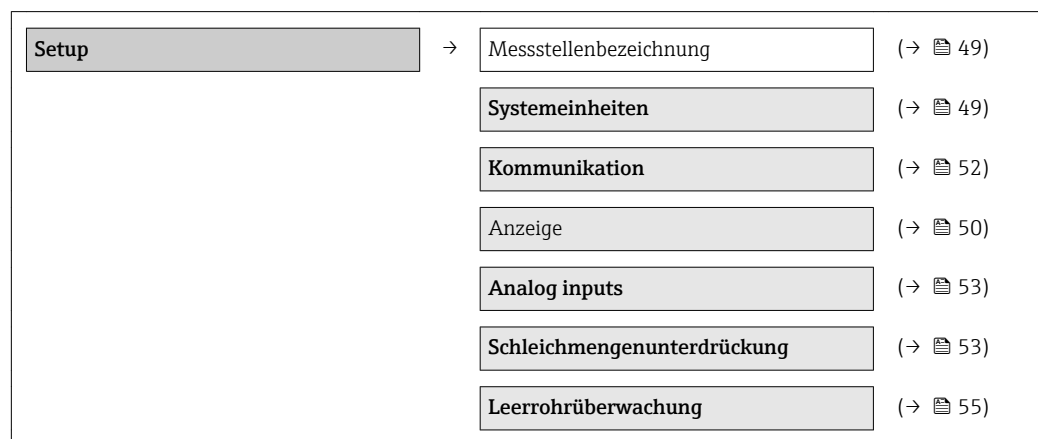 Setup → Messstellenbezeichnung (→ 49)
Systemeinheiten (→ 49)
Kommunikation (→ 52)
Anzeige (→ 50)
Analog inputs (→ 53)
Schleichmengenunterdrückung (→ 53)
Leerrohrüberwachung (→ 55)